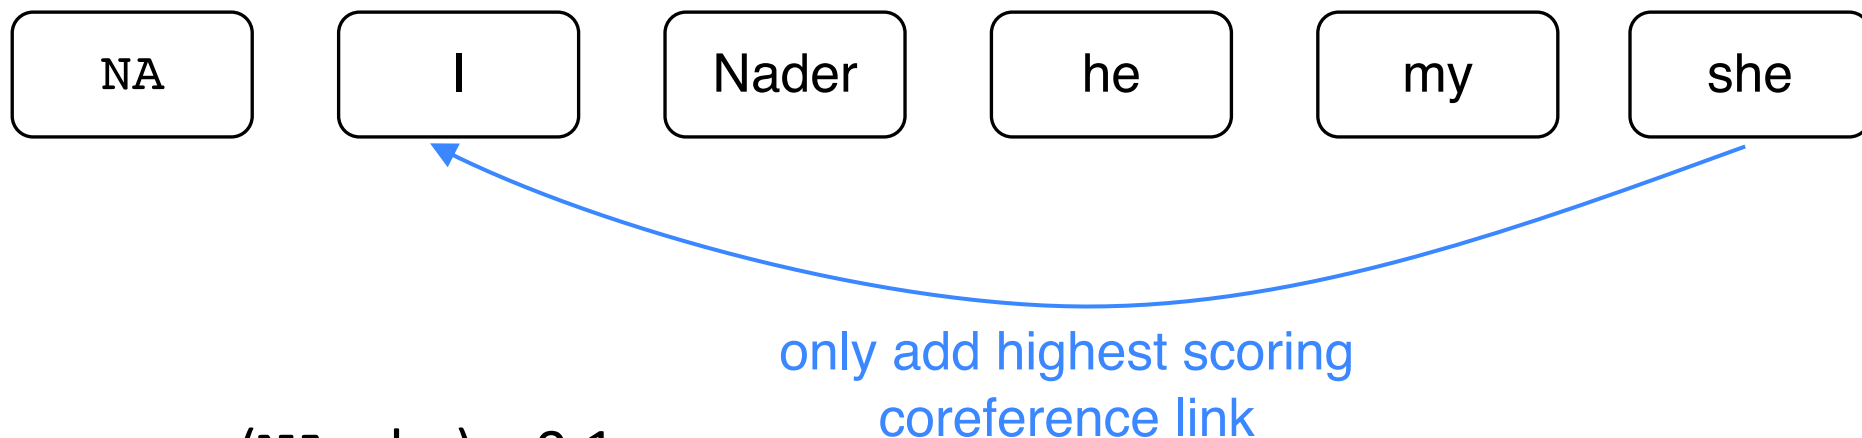 NA
I
Nader
he
my
she
only add highest scoring
coreference link